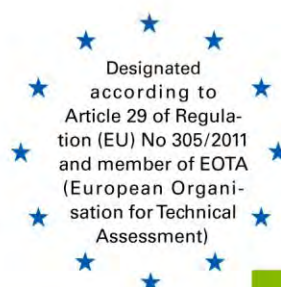 Designated
according to
Article 29 of Regula-
tion (EU) No 305/2011
and member of EOTA
(European Organi-
sation for Technical
Assessment)